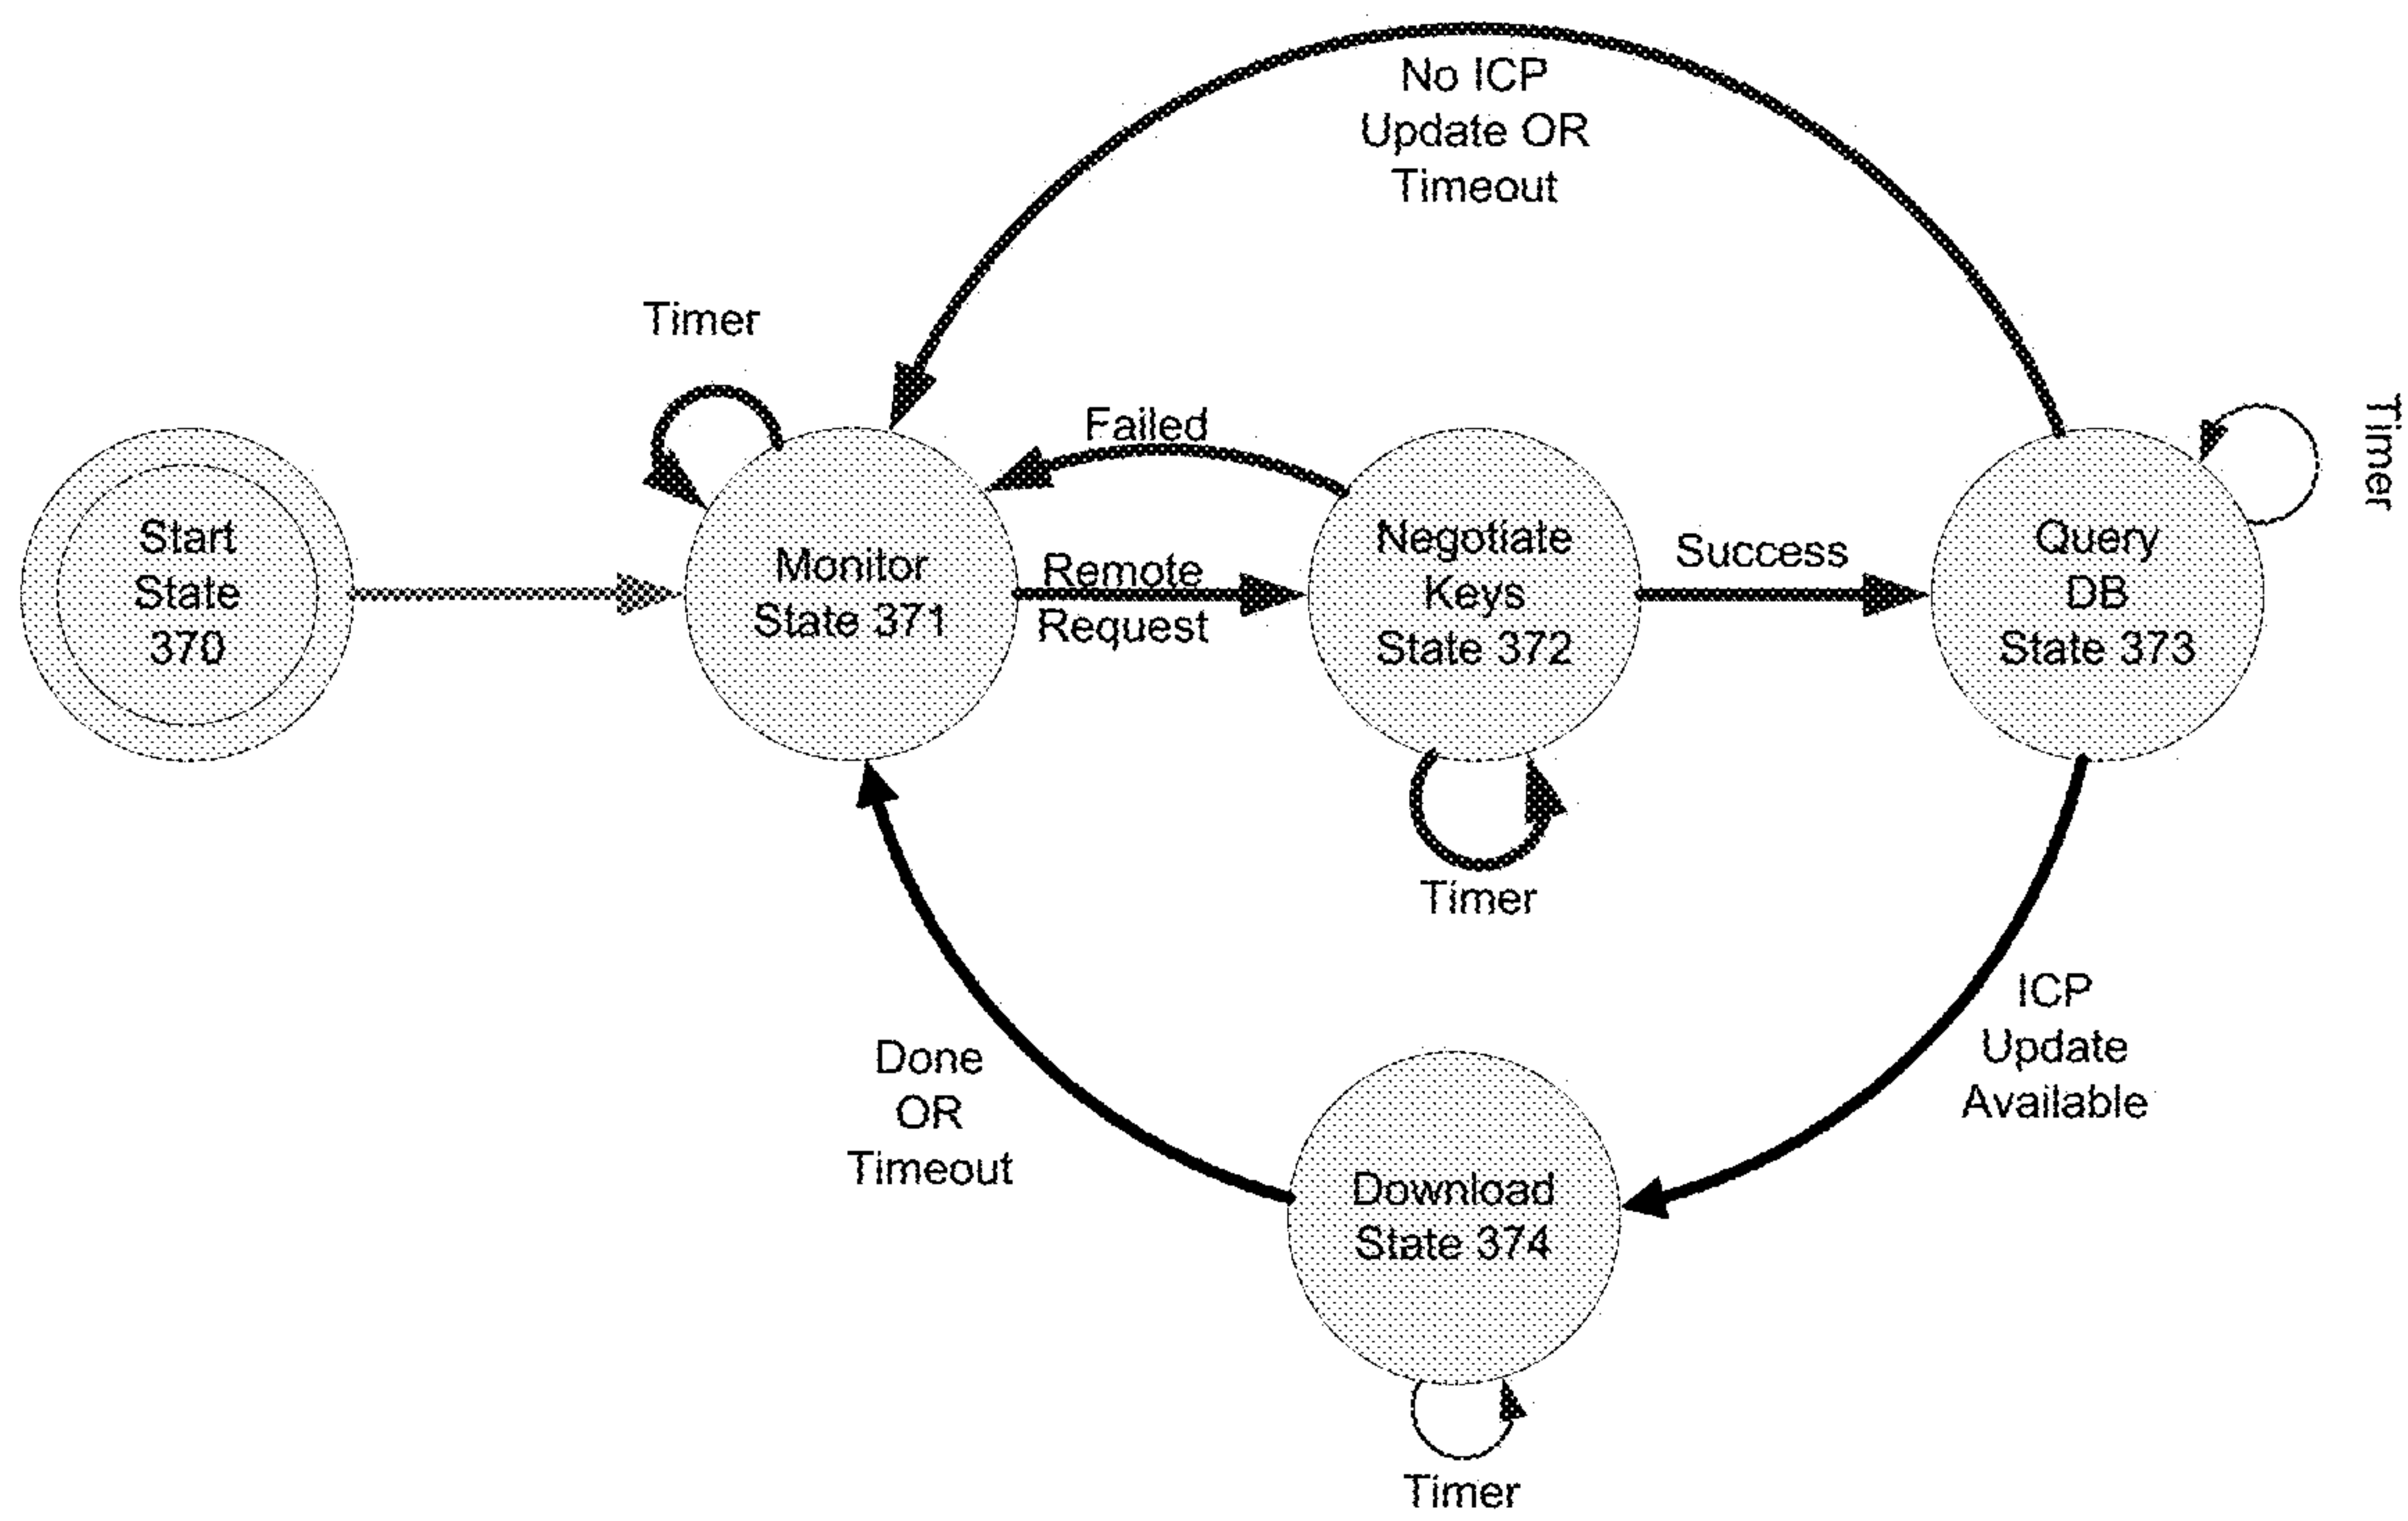 No ICP
Update OR
Timeout
Timer
Failed
Timer
Start
State
370
Monitor
State 371
Remote
Request
Negotiate
Keys
State 372
Success
Query
DB
State 373
Timer
ICP
Update
Available
Done
OR
Timeout
Download
State 374
Timer